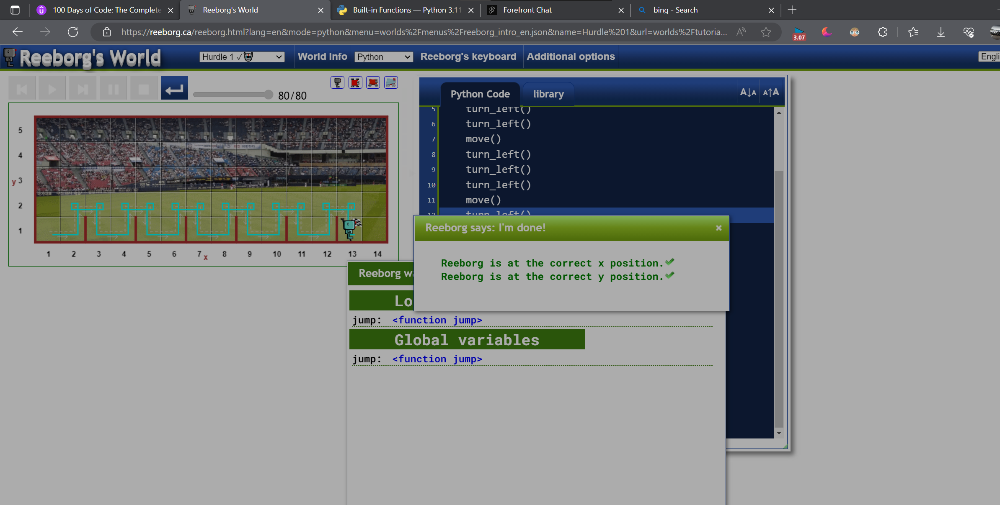 100 Days of Code: The Complete
Reeborg's World
Built-in Functions — Python 3.11
Forefront Chat
bing - Search
https://reeborg.ca/reeborg.html?lang=en&mode=python&menu=worlds%2Fmenus%2Freeborg_intro_en.json&name=Hurdle%201&url=worlds%2Ftutoria...
3.07
Reeborg's World
Hurdle 1 ✓
World Info
Python
Reeborg's keyboard
Additional options
Engli
80/80
Python Code
library
A↓A
A↑A
5 turn_left()
6 turn_left()
7 move()
8 turn_left()
9 turn_left()
10 turn_left()
11 move()
12 turn_left()
5
4
y 3
2
1
1 2 3 4 5 6 7 x 8 9 10 11 12 13 14
Reeborg says: I'm done!
×
Reeborg is at the correct x position.✔
Reeborg is at the correct y position.✔
Reeborg wa
Lo
jump: <function jump>
Global variables
jump: <function jump>